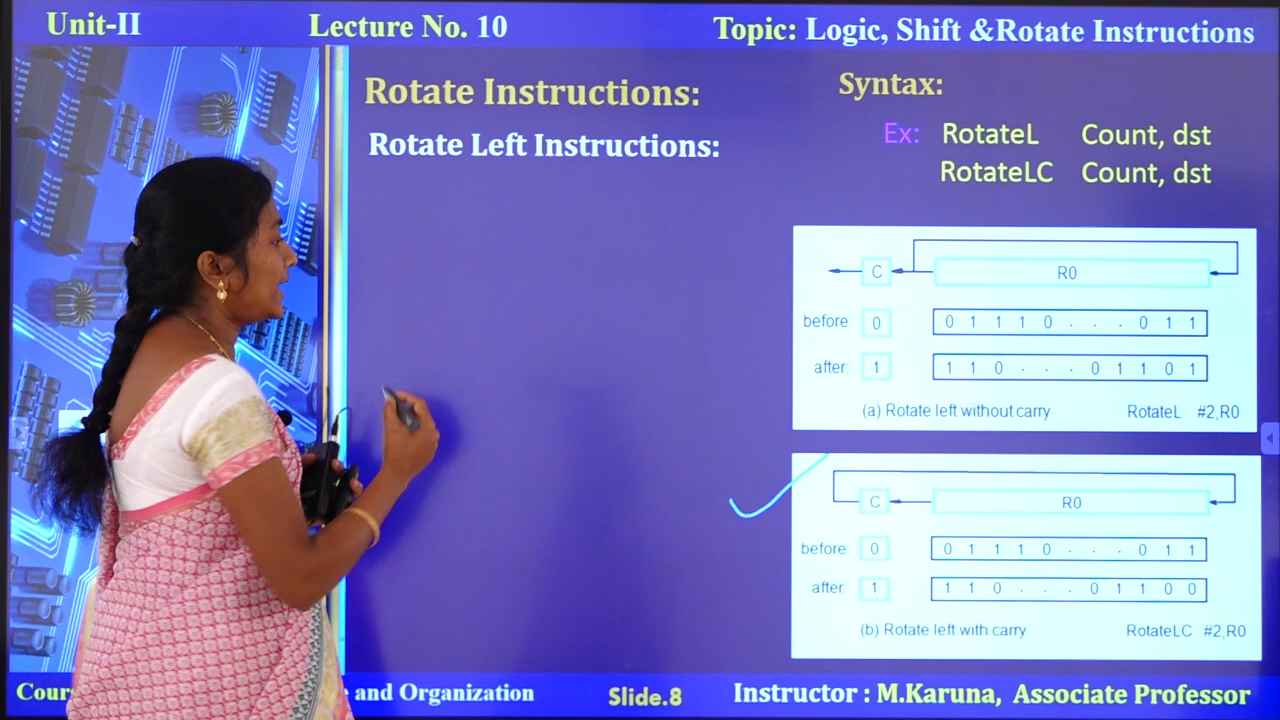 Unit-II Lecture No. 10 Topic: Logic, Shift &Rotate Instructions
Rotate Instructions:
Rotate Left Instructions:
Syntax:
Ex: RotateL Count, dst
RotateLC Count, dst
C R0
before 0 0 1 1 1 0 . . . 0 1 1
after 1 1 1 0 . . . 0 1 1 0 1
(a) Rotate left without carry RotateL #2,R0
C R0
before 0 0 1 1 1 0 . . . 0 1 1
after 1 1 1 0 . . . 0 1 1 0 0
(b) Rotate left with carry RotateLC #2,R0
Cour and Organization Slide.8 Instructor : M.Karuna, Associate Professor